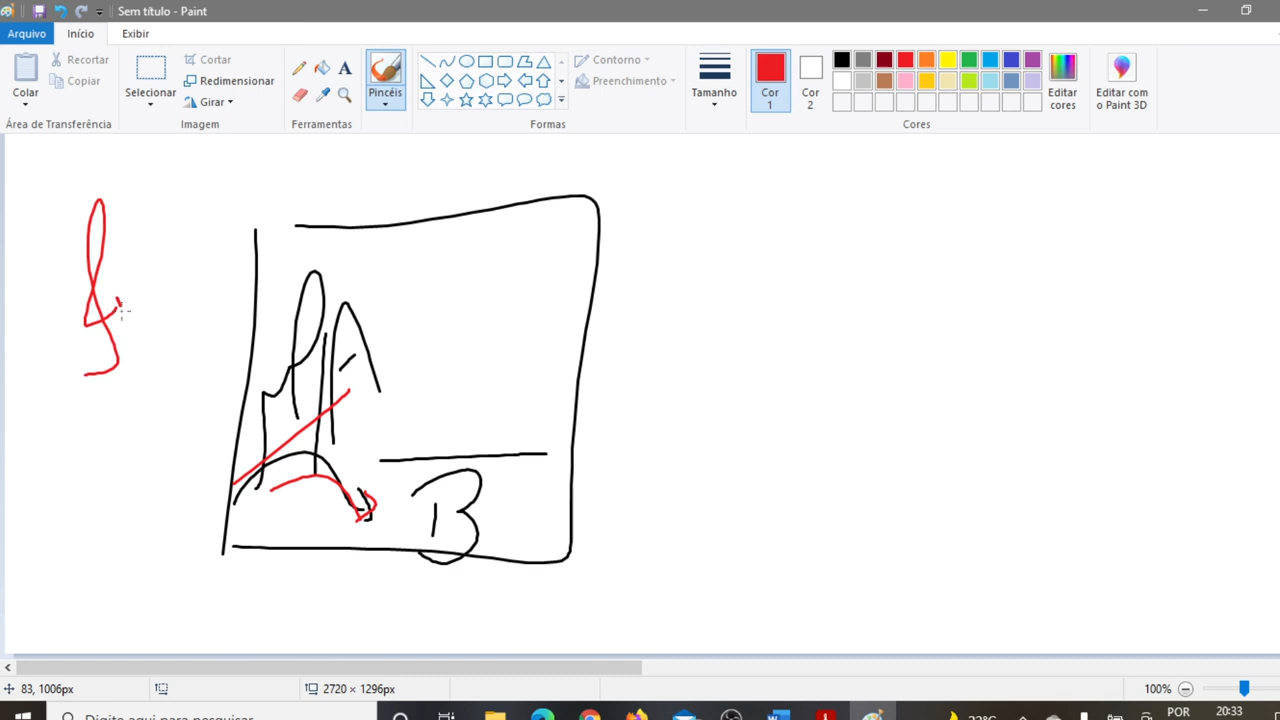 Sem título - Paint
Arquivo Início Exibir
Colar
Recortar
Copiar
Área de Transferência
Selecionar
Cortar
Redimensionar
Girar
Imagem
Ferramentas
Pincéis
Formas
Contorno
Preenchimento
Tamanho
Cor 1
Cor 2
Editar cores
Cores
Editar com o Paint 3D
A
B
83, 1006px
2720 × 1296px
100%
Digite aqui para pesquisar
22°C
POR
20:33